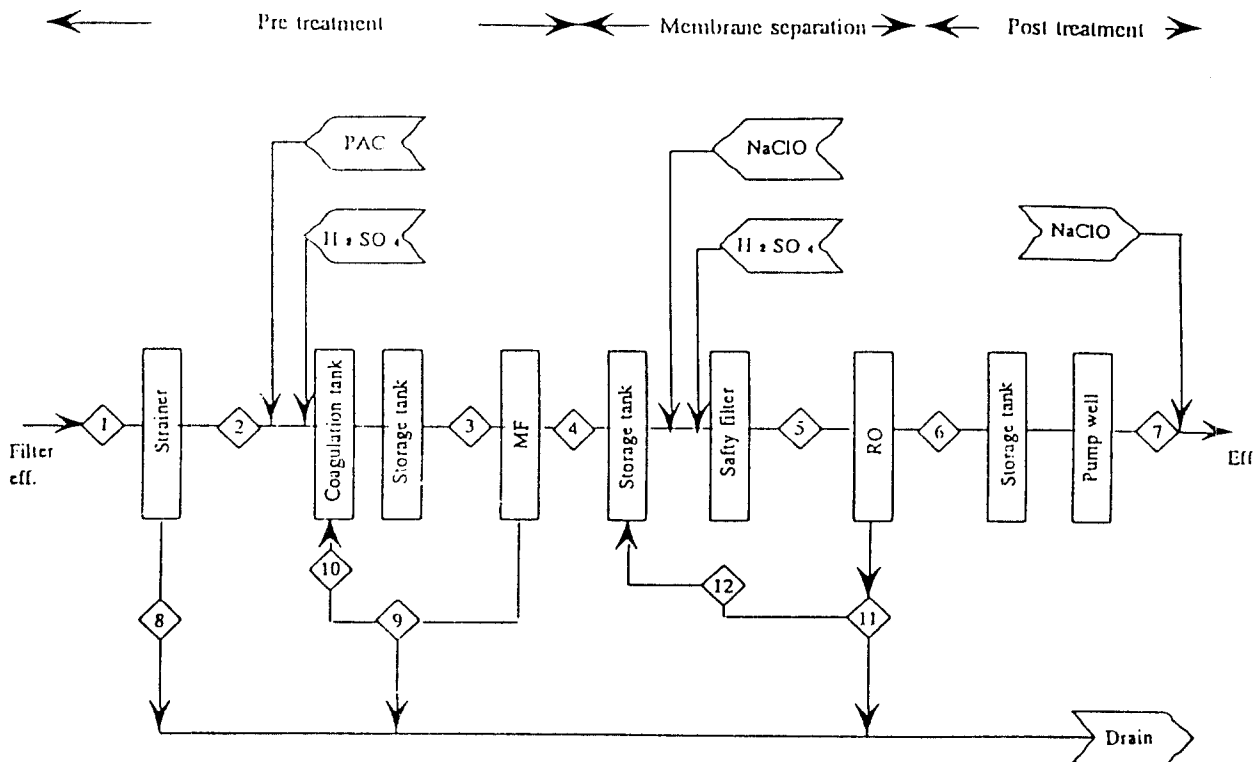 Pre treatment
Membrane separation
Post treatment
PAC
NaClO
H₂SO₄
H₂SO₄
NaClO
Filter
eff.
1
Strainer
2
Coagulation tank
Storage tank
3
MF
4
Storage tank
Safty filter
5
RO
6
Storage tank
Pump well
7
Eff
10
12
8
9
11
Drain